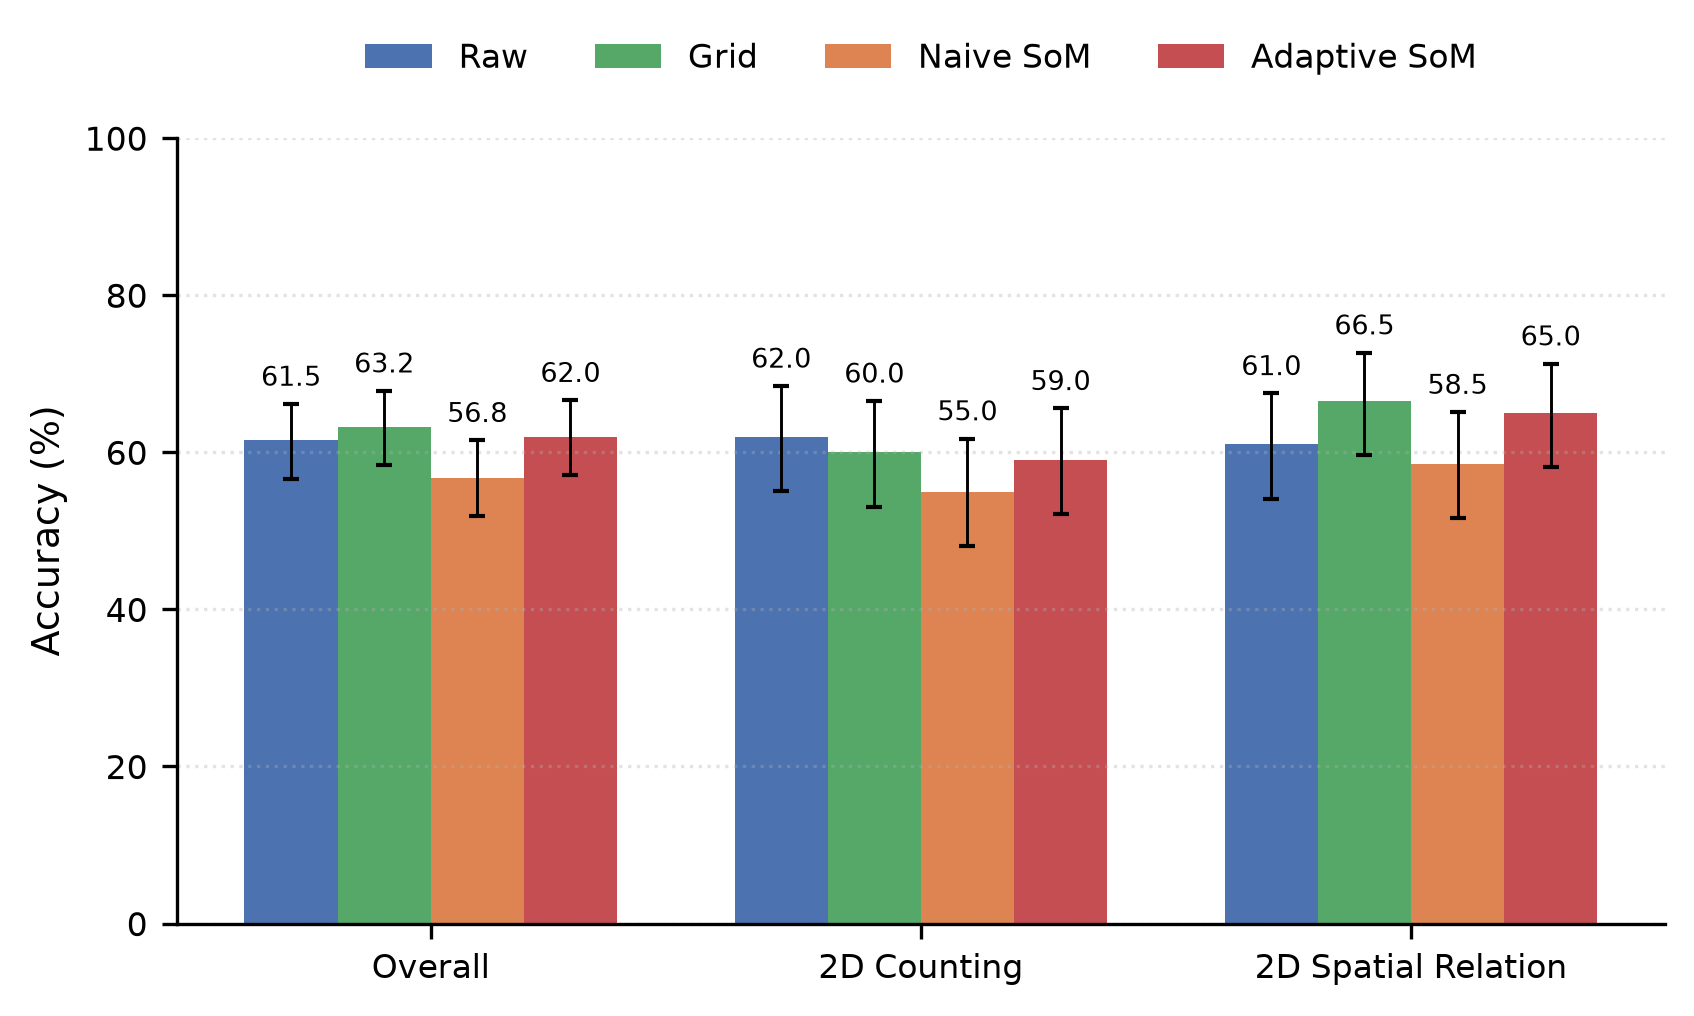 Raw Grid Naive SoM Adaptive SoM
100
80
60
40
20
0
Accuracy (%)
61.5 63.2 56.8 62.0
62.0 60.0 55.0 59.0
61.0 66.5 58.5 65.0
Overall 2D Counting 2D Spatial Relation